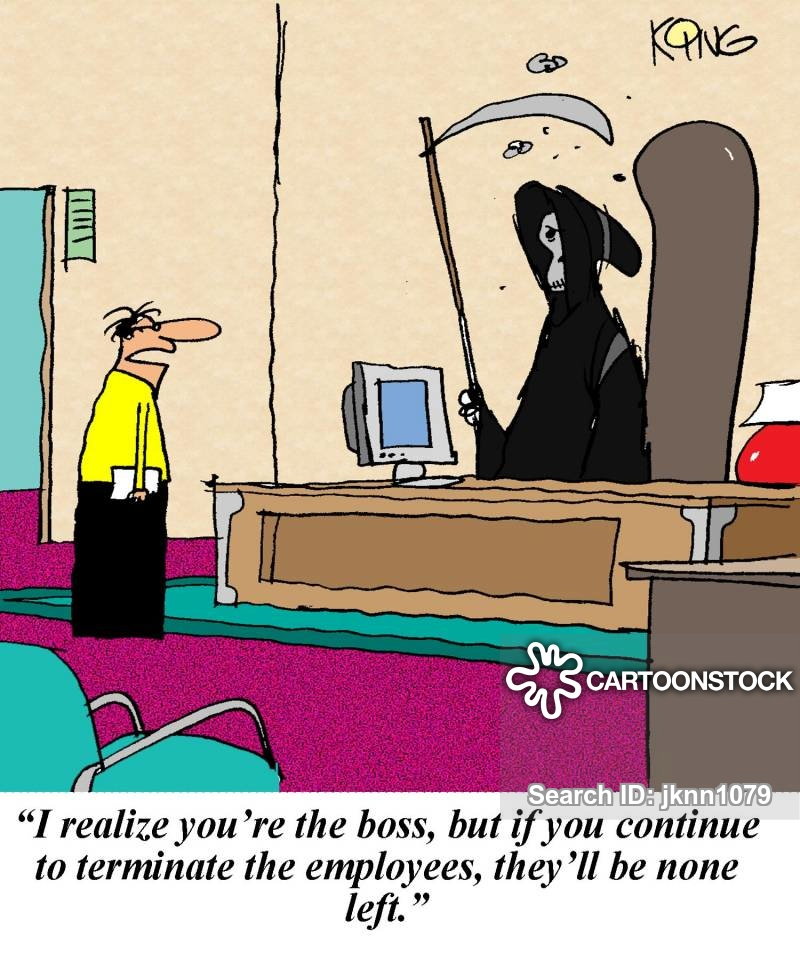 KOPNG
CARTOONSTOCK
Search ID: jknn1079
“I realize you’re the boss, but if you continue
to terminate the employees, they’ll be none
left.”